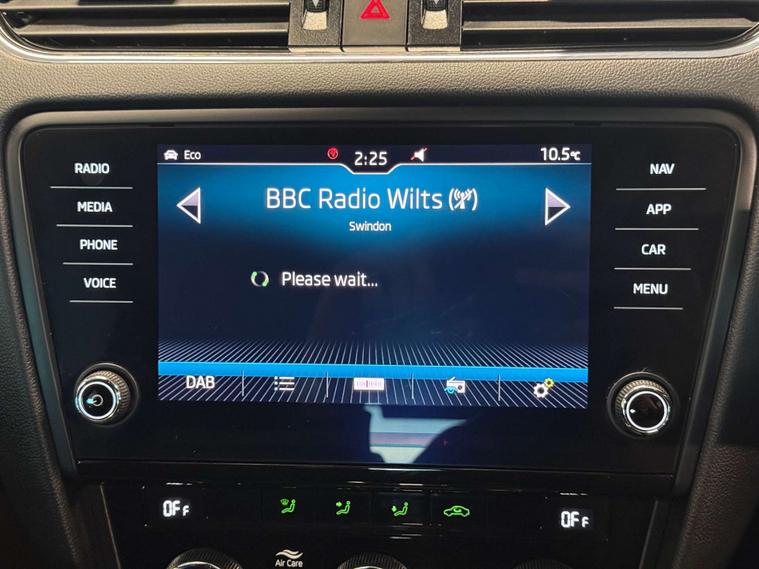 Eco 2:25 10.5°C
RADIO
MEDIA
PHONE
VOICE
BBC Radio Wilts
Swindon
Please wait...
DAB
NAV
APP
CAR
MENU
OFF OFF
Air Care